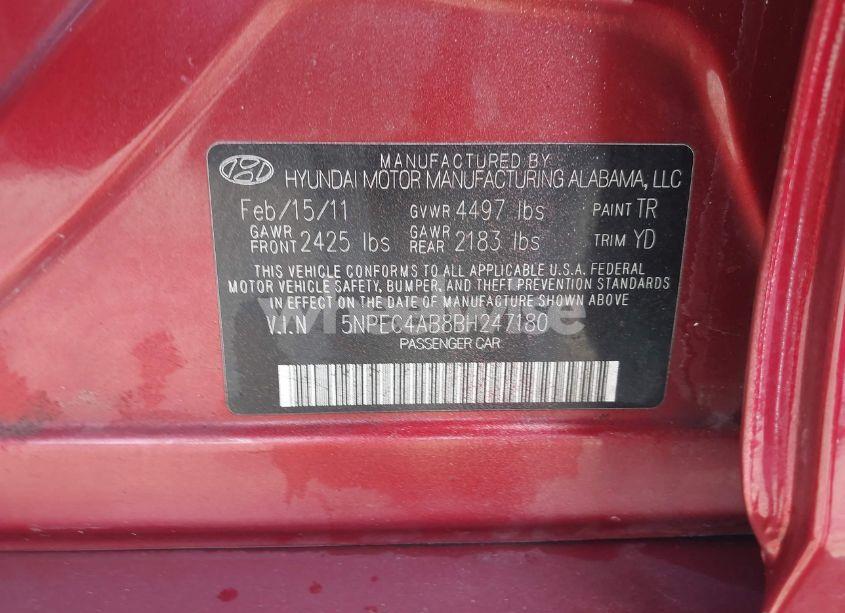 MANUFACTURED BY
HYUNDAI MOTOR MANUFACTURING ALABAMA, LLC
Feb/15/11 GVWR 4497 lbs PAINT TR
GAWR FRONT 2425 lbs GAWR REAR 2183 lbs TRIM YD
THIS VEHICLE CONFORMS TO ALL APPLICABLE U.S.A. FEDERAL
MOTOR VEHICLE SAFETY, BUMPER, AND THEFT PREVENTION STANDARDS
IN EFFECT ON THE DATE OF MANUFACTURE SHOWN ABOVE
V.I.N 5NPEC4AB8BH247180
PASSENGER CAR